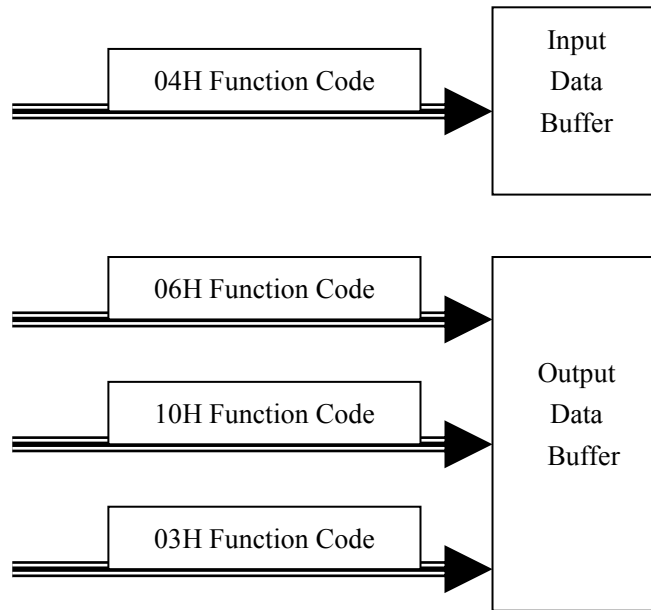 04H Function Code
Input
Data
Buffer
06H Function Code
10H Function Code
03H Function Code
Output
Data
Buffer